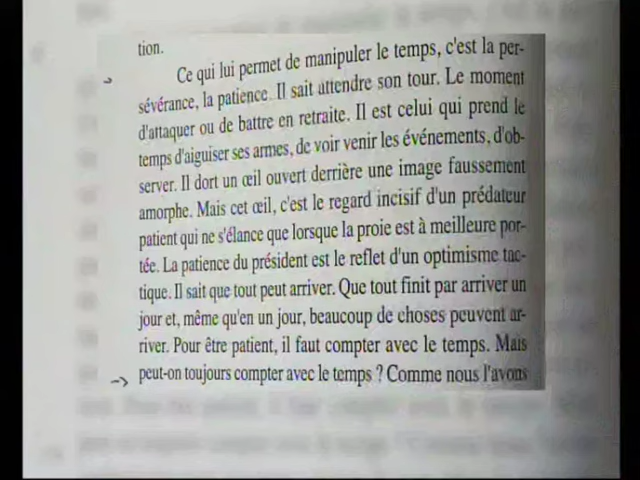 tion.
Ce qui lui permet de manipuler le temps, c'est la per-
sévérance, la patience. Il sait attendre son tour. Le moment
d'attaquer ou de battre en retraite. Il est celui qui prend le
temps d'aiguiser ses armes, de voir venir les événements, d'ob-
server. Il dort un œil ouvert derrière une image faussement
amorphe. Mais cet œil, c'est le regard incisif d'un prédateur
patient qui ne s'élance que lorsque la proie est à meilleure por-
tée. La patience du président est le reflet d'un optimisme tac-
tique. Il sait que tout peut arriver. Que tout finit par arriver un
jour et, même qu'en un jour, beaucoup de choses peuvent ar-
river. Pour être patient, il faut compter avec le temps. Mais
peut-on toujours compter avec le temps ? Comme nous l'avons